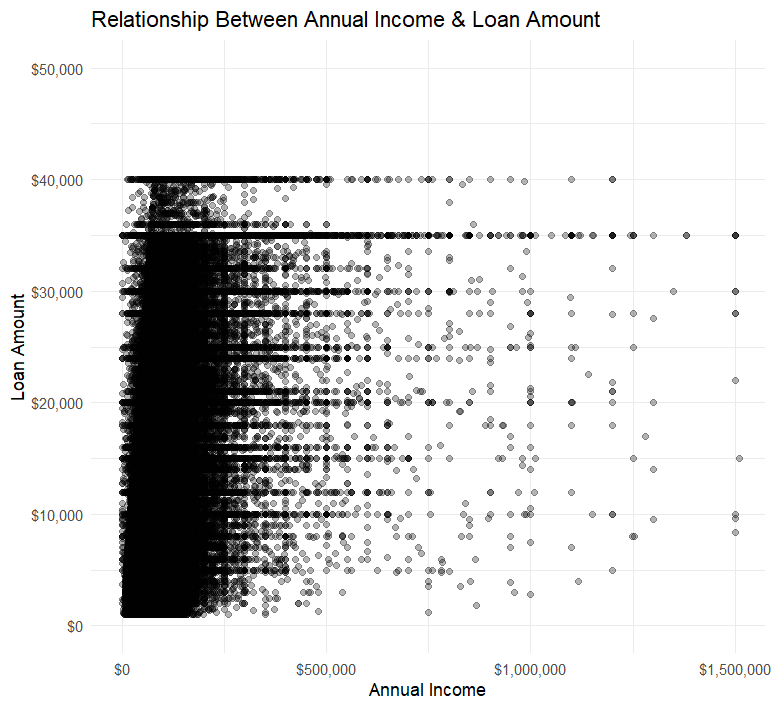 Relationship Between Annual Income & Loan Amount
$50,000
$40,000
$30,000
$20,000
$10,000
$0
Loan Amount
$0 $500,000 $1,000,000 $1,500,000
Annual Income